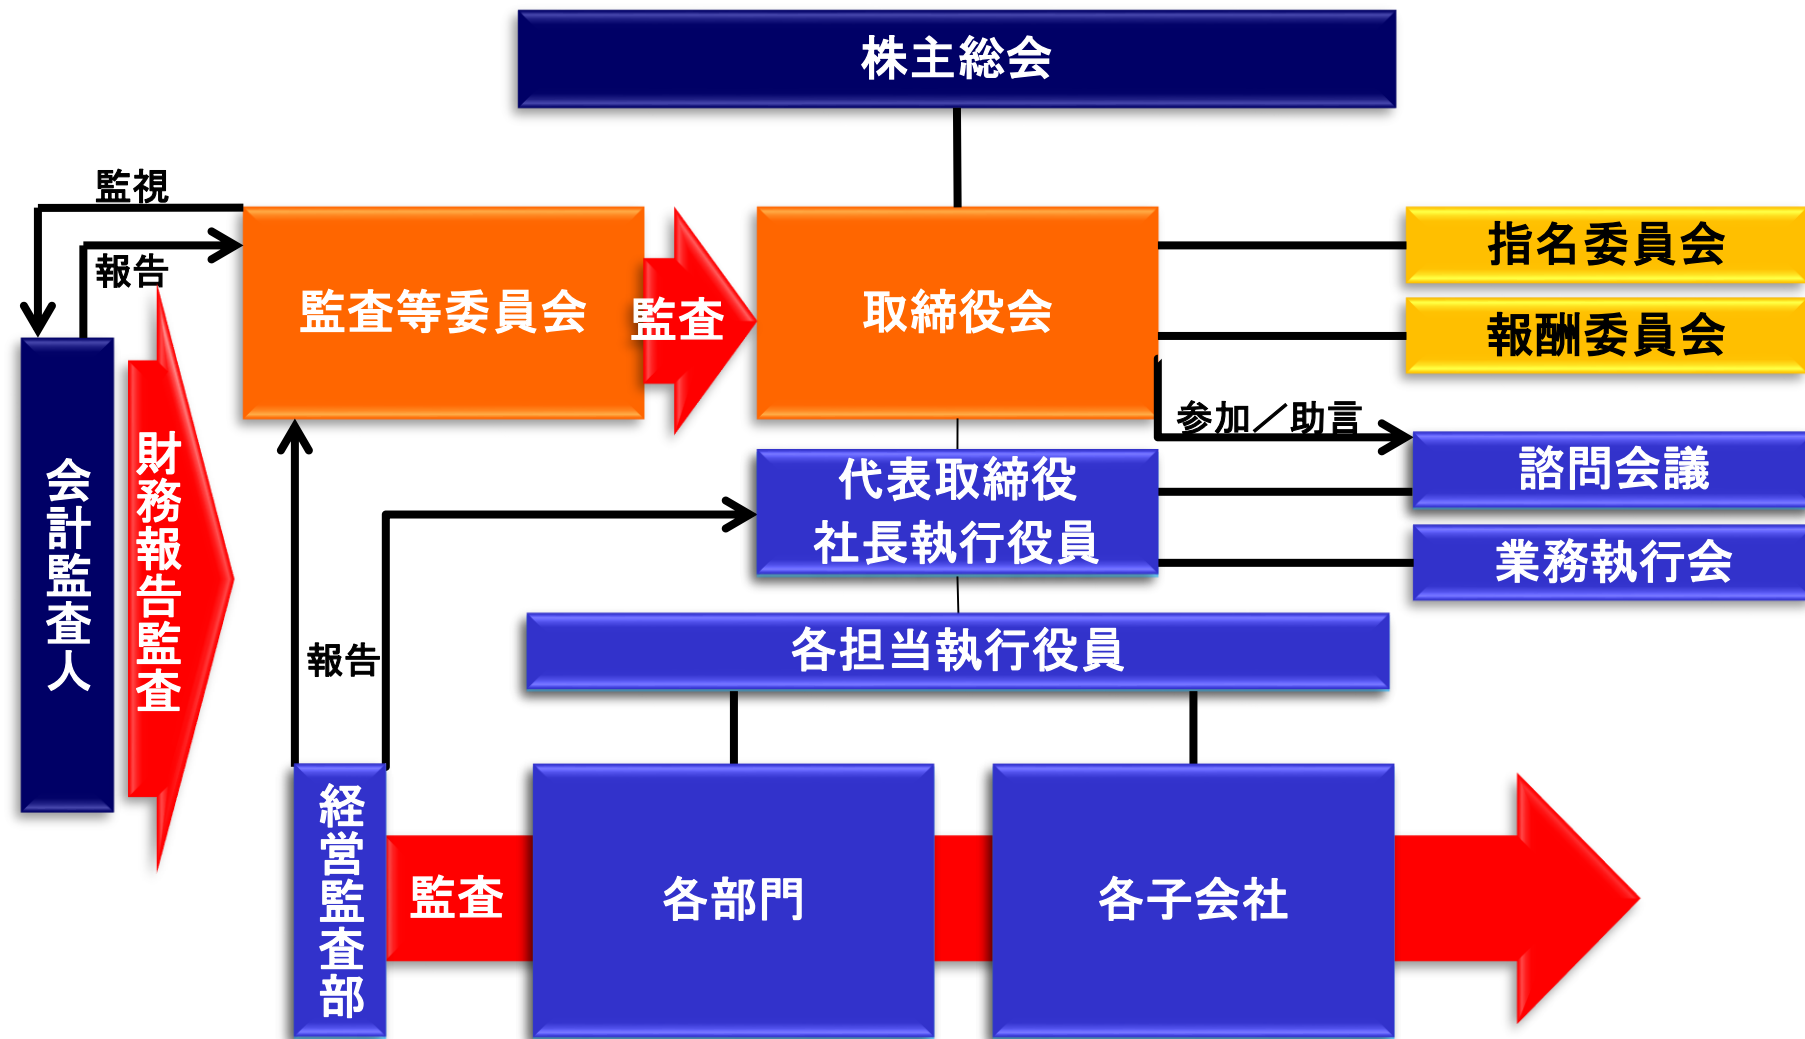 株主総会
監視
報告
監査等委員会
監査
取締役会
指名委員会
報酬委員会
参加／助言
諮問会議
業務執行会
代表取締役
社長執行役員
各担当執行役員
会計監査人
財務報告監査
報告
経営監査部
監査
各部門
各子会社